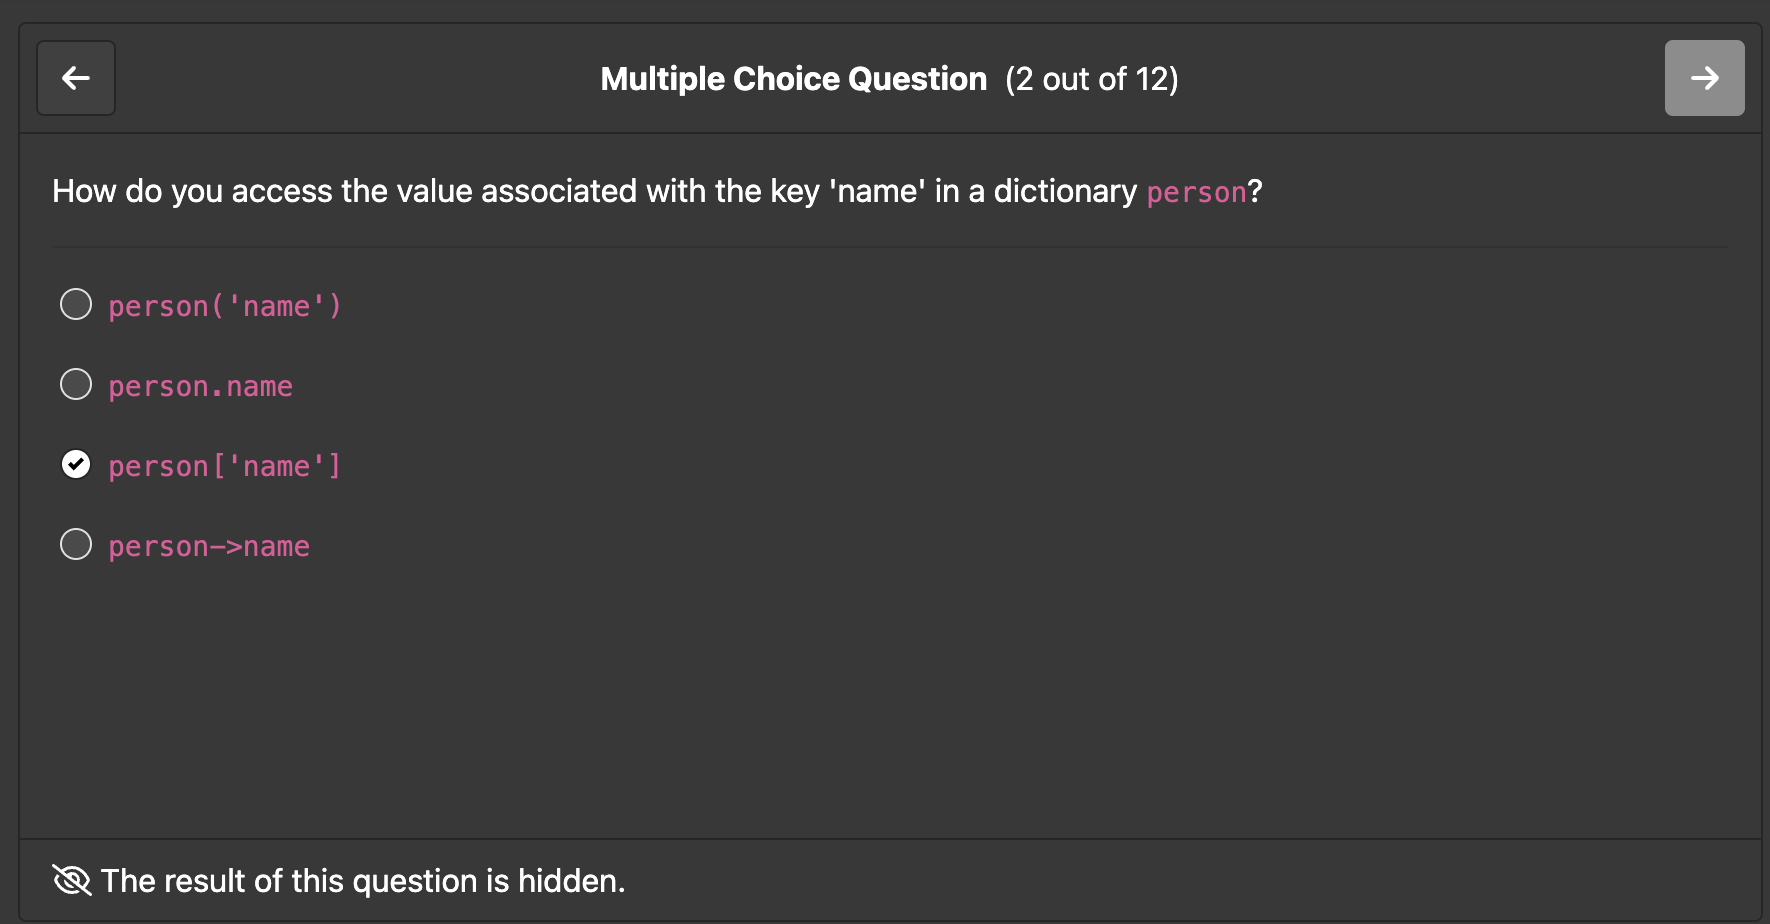 Multiple Choice Question (2 out of 12)
How do you access the value associated with the key 'name' in a dictionary person?
person('name')
person.name
person['name']
person->name
The result of this question is hidden.